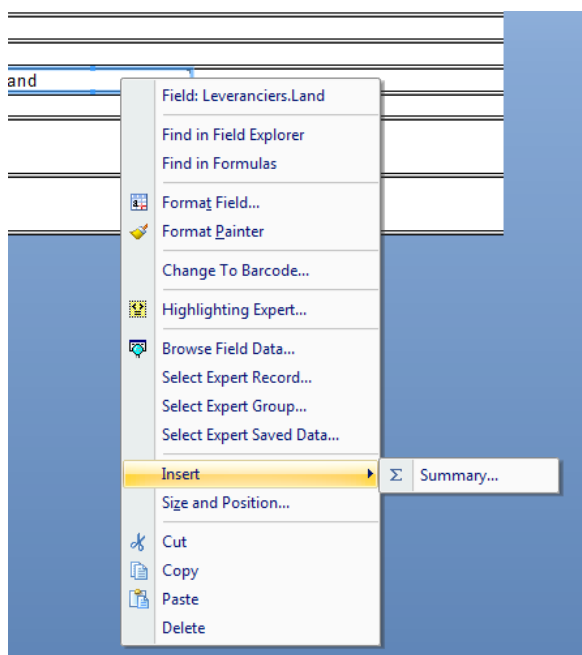 and
Field: Leveranciers.Land
Find in Field Explorer
Find in Formulas
Format Field...
Format Painter
Change To Barcode...
Highlighting Expert...
Browse Field Data...
Select Expert Record...
Select Expert Group...
Select Expert Saved Data...
Insert
Σ Summary...
Size and Position...
Cut
Copy
Paste
Delete